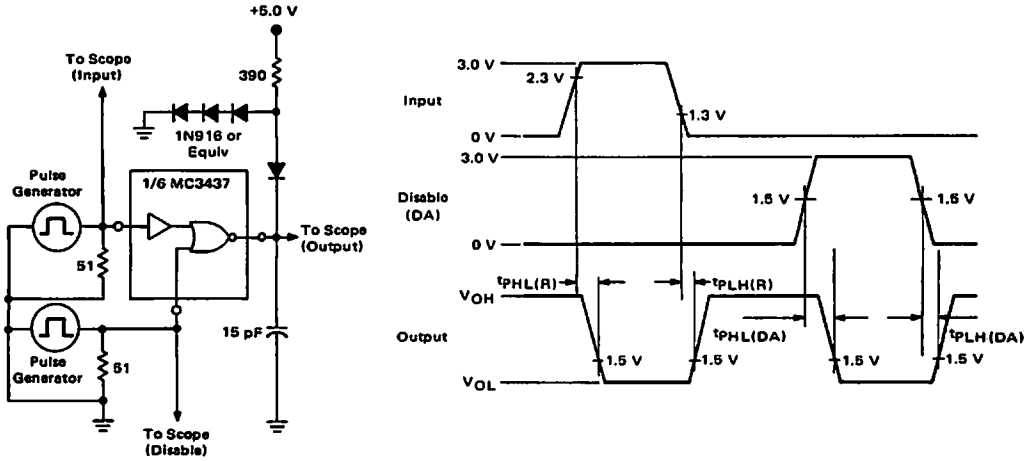 +5.0 V
To Scope
(Input)
390
1N916 or
Equiv
Pulse
Generator
1/6 MC3437
51
To Scope
(Output)
15 pF
Pulse
Generator
51
To Scope
(Disable)
Input
3.0 V
2.3 V
1.3 V
0 V
Disable
(DA)
3.0 V
1.5 V
1.5 V
0 V
Output
VOH
tPHL(R)
tPLH(R)
tPHL(DA)
tPLH(DA)
1.5 V
1.5 V
1.5 V
1.5 V
VOL